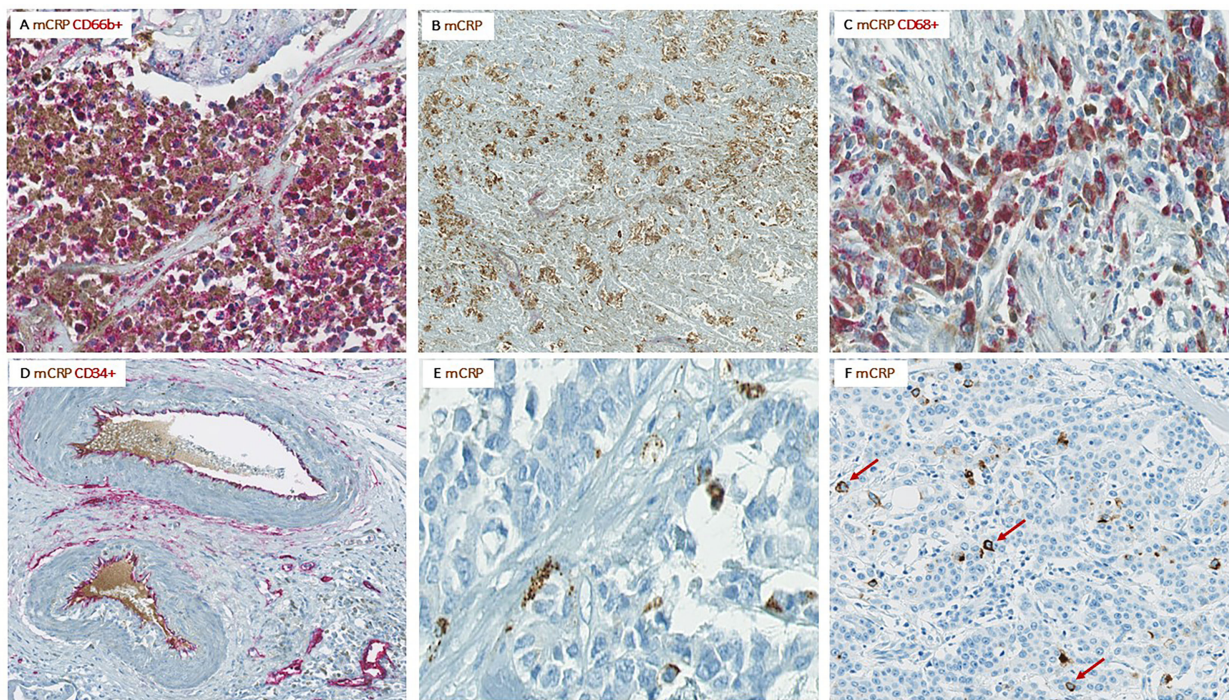 A mCRP CD66b+
B mCRP
C mCRP CD68+
D mCRP CD34+
E mCRP
F mCRP